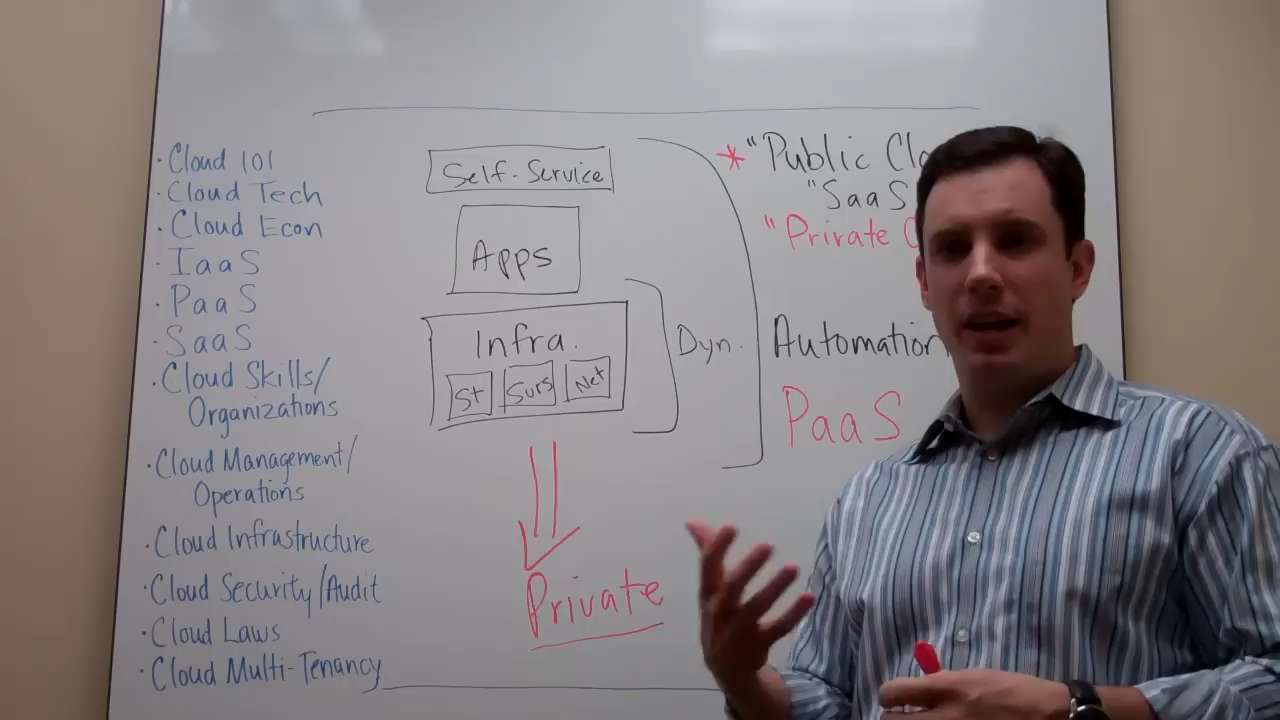 · Cloud 101
· Cloud Tech
· Cloud Econ
· IaaS
· PaaS
· SaaS
· Cloud Skills/
Organizations
· Cloud Management/
Operations
· Cloud Infrastructure
· Cloud Security/Audit
· Cloud Laws
· Cloud Multi-Tenancy
Self-Service
Apps
Infra.
St
Surs
Net
Dyn.
Private
* "Public
"SaaS
"Private
Automation
PaaS